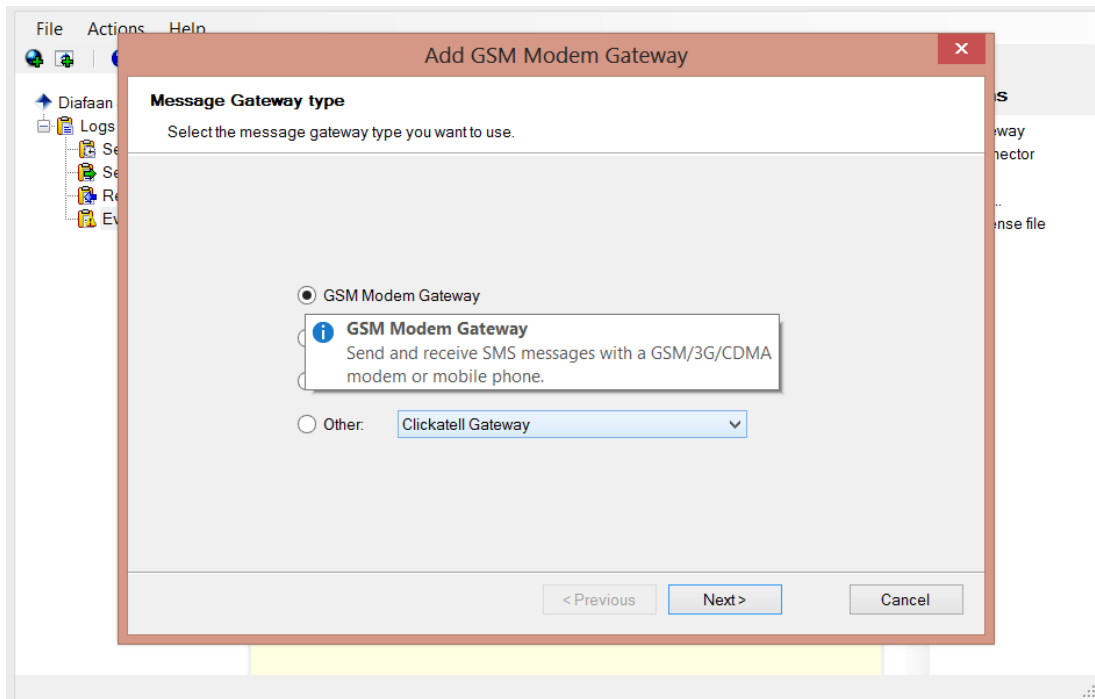 File Actions Help
Add GSM Modem Gateway
Diafaan
Logs
Message Gateway type
Select the message gateway type you want to use.
GSM Modem Gateway
GSM Modem Gateway
Send and receive SMS messages with a GSM/3G/CDMA
modem or mobile phone.
Other: Clickatell Gateway
< Previous Next > Cancel
file